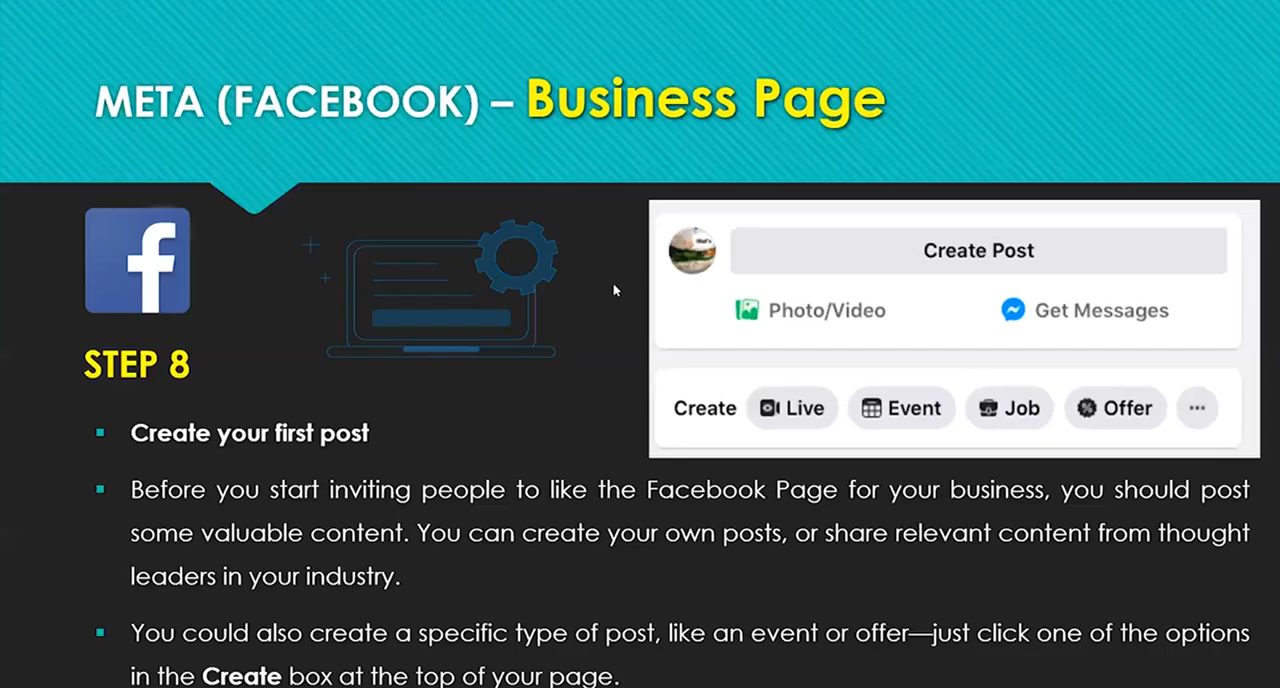 META (FACEBOOK) – Business Page
f
STEP 8
Create Post
Photo/Video
Get Messages
Create
Live
Event
Job
Offer
...
Create your first post
Before you start inviting people to like the Facebook Page for your business, you should post
some valuable content. You can create your own posts, or share relevant content from thought
leaders in your industry.
You could also create a specific type of post, like an event or offer—just click one of the options
in the Create box at the top of your page.